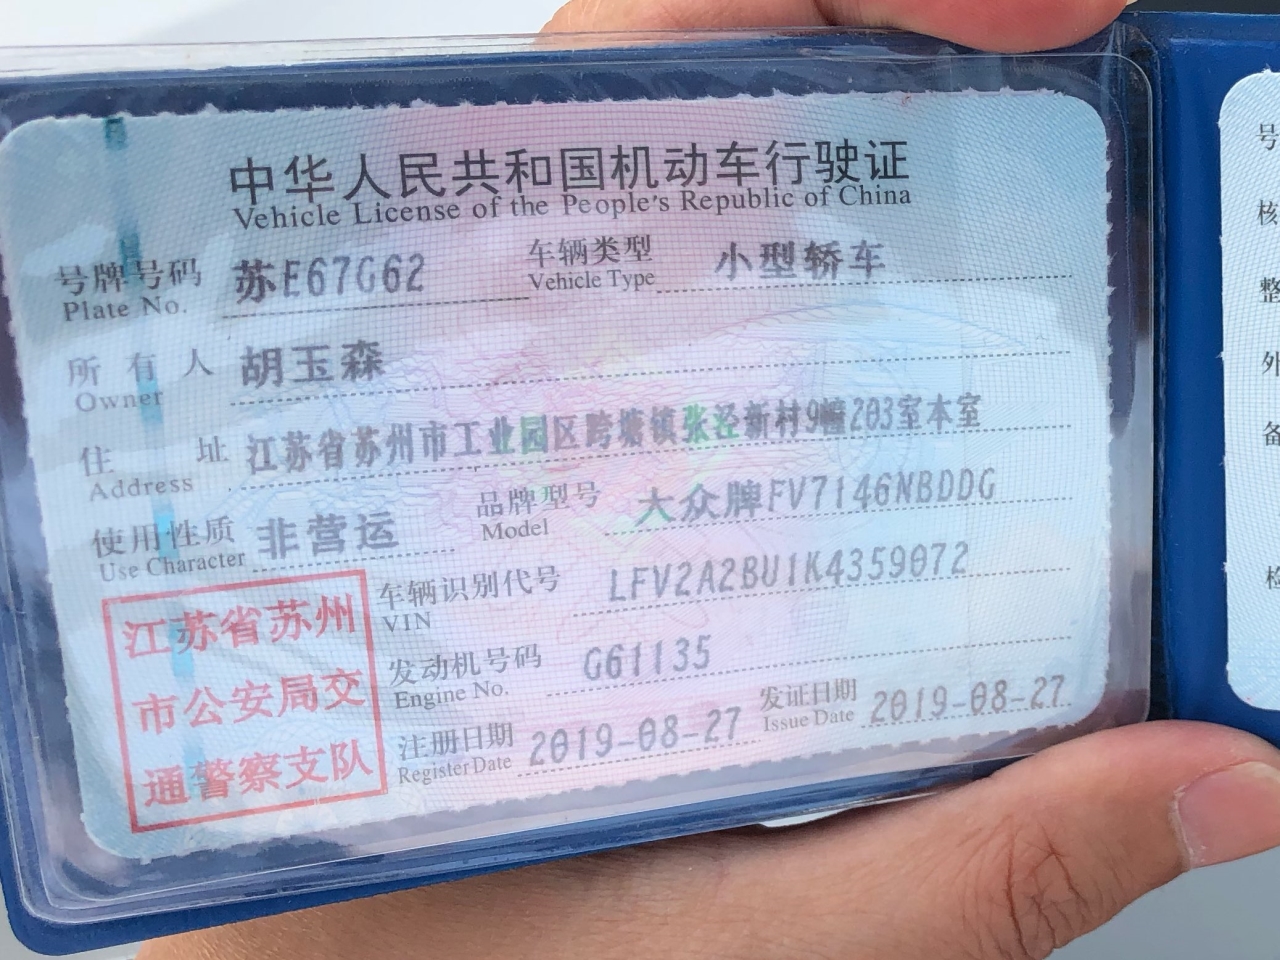 中华人民共和国机动车行驶证
Vehicle License of the People's Republic of China
号牌号码 苏E67G62 车辆类型 小型轿车
Plate No. Vehicle Type
所有人 胡玉森
Owner
住址 江苏省苏州市工业园区跨塘镇张泾新村9幢203室本室
Address
使用性质 非营运 品牌型号 大众牌FV7146NBDDG
Use Character Model
车辆识别代号 LFV2A2BU1K4359072
VIN
发动机号码 G61135
Engine No.
注册日期 2019-08-27 发证日期 2019-08-27
Register Date Issue Date
江苏省苏州
市公安局交
通警察支队
号
核
整
外
备
检